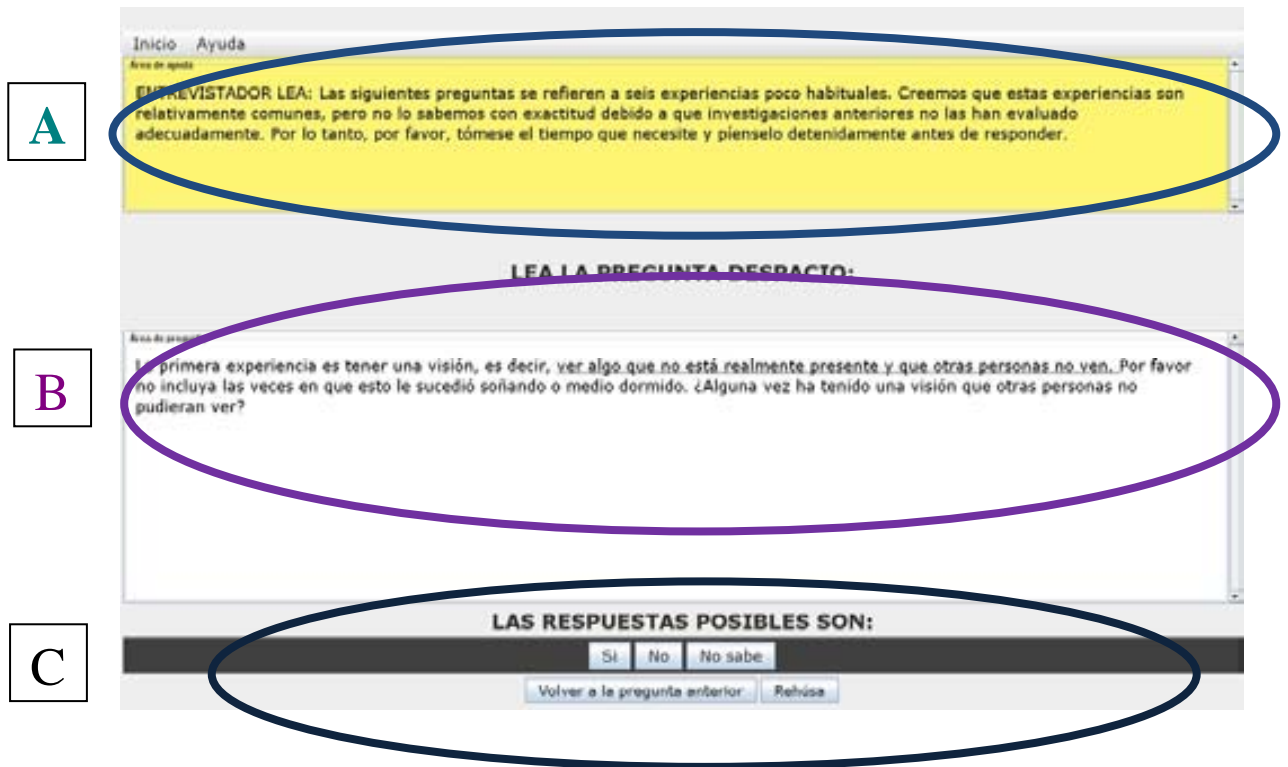 Inicio Ayuda
Área de ayuda
A
ENTREVISTADOR LEA: Las siguientes preguntas se refieren a seis experiencias poco habituales. Creemos que estas experiencias son
relativamente comunes, pero no lo sabemos con exactitud debido a que investigaciones anteriores no las han evaluado
adecuadamente. Por lo tanto, por favor, tómese el tiempo que necesite y píenselo detenidamente antes de responder.
LEA LA PREGUNTA DESPACIO:
Área de pregunta
B
La primera experiencia es tener una visión, es decir, ver algo que no está realmente presente y que otras personas no ven. Por favor
no incluya las veces en que esto le sucedió soñando o medio dormido. ¿Alguna vez ha tenido una visión que otras personas no
pudieran ver?
LAS RESPUESTAS POSIBLES SON:
C
Si No No sabe
Volver a la pregunta anterior Rehúsa